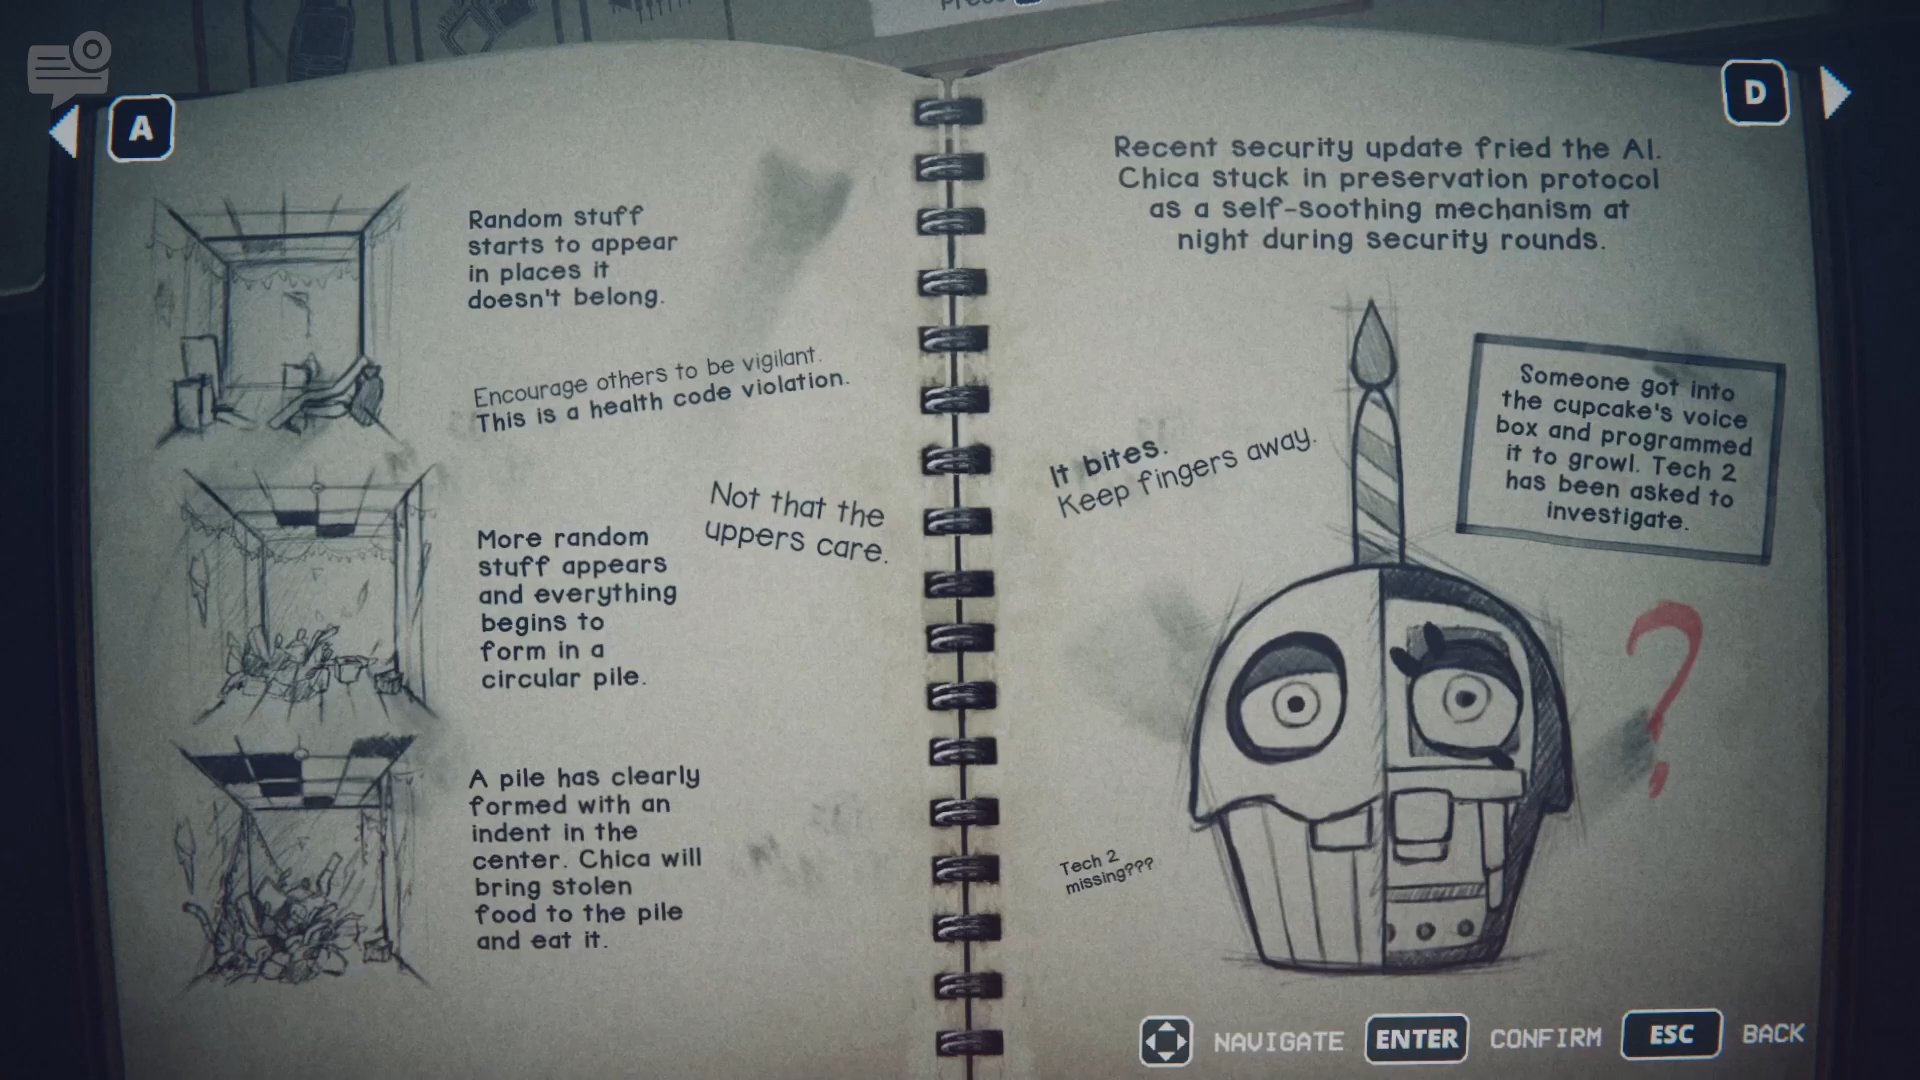 A
D
Random stuff
starts to appear
in places it
doesn't belong.
Encourage others to be vigilant.
This is a health code violation.
Not that the
uppers care.
More random
stuff appears
and everything
begins to
form in a
circular pile.
A pile has clearly
formed with an
indent in the
center. Chica will
bring stolen
food to the pile
and eat it.
Recent security update fried the AI.
Chica stuck in preservation protocol
as a self-soothing mechanism at
night during security rounds.
It bites.
Keep fingers away.
Someone got into
the cupcake's voice
box and programmed
it to growl. Tech 2
has been asked to
investigate.
?
Tech 2
missing???
NAVIGATE ENTER CONFIRM ESC BACK